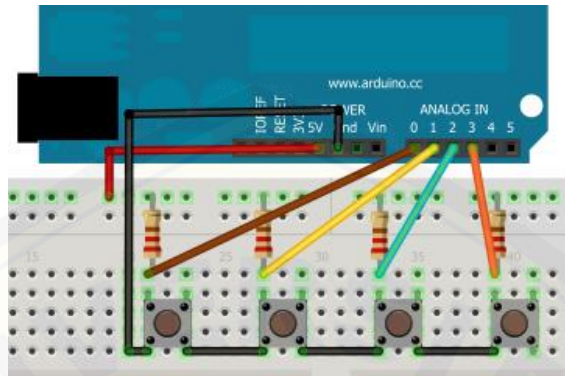 www.arduino.cc
POWER ANALOG IN
IOREF RESET 3V3 5V Gnd Vin 0 1 2 3 4 5
15 25 30 35 40